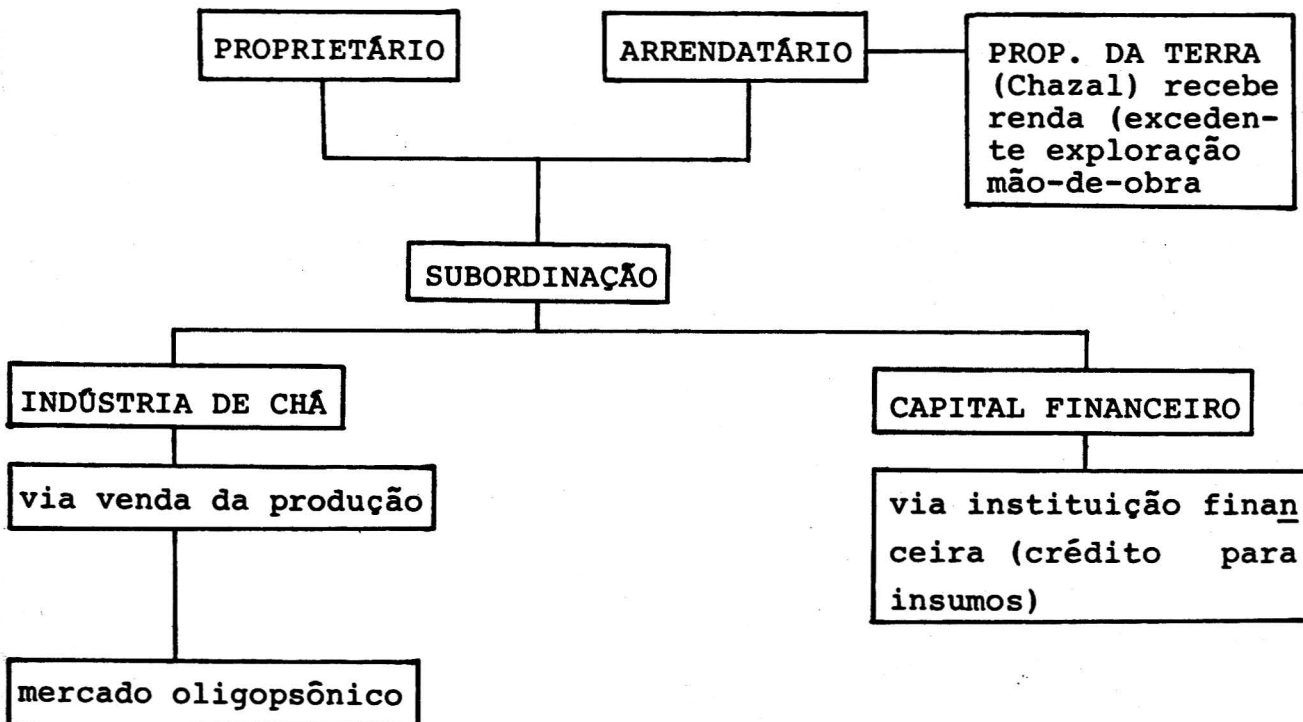 PROPRIETÁRIO
ARRENDATÁRIO
PROP. DA TERRA
(Chazal) recebe
renda (exceden-
te exploração
mão-de-obra
SUBORDINAÇÃO
INDÚSTRIA DE CHÁ
CAPITAL FINANCEIRO
via venda da produção
via instituição finan
ceira (crédito para
insumos)
mercado oligopsônico